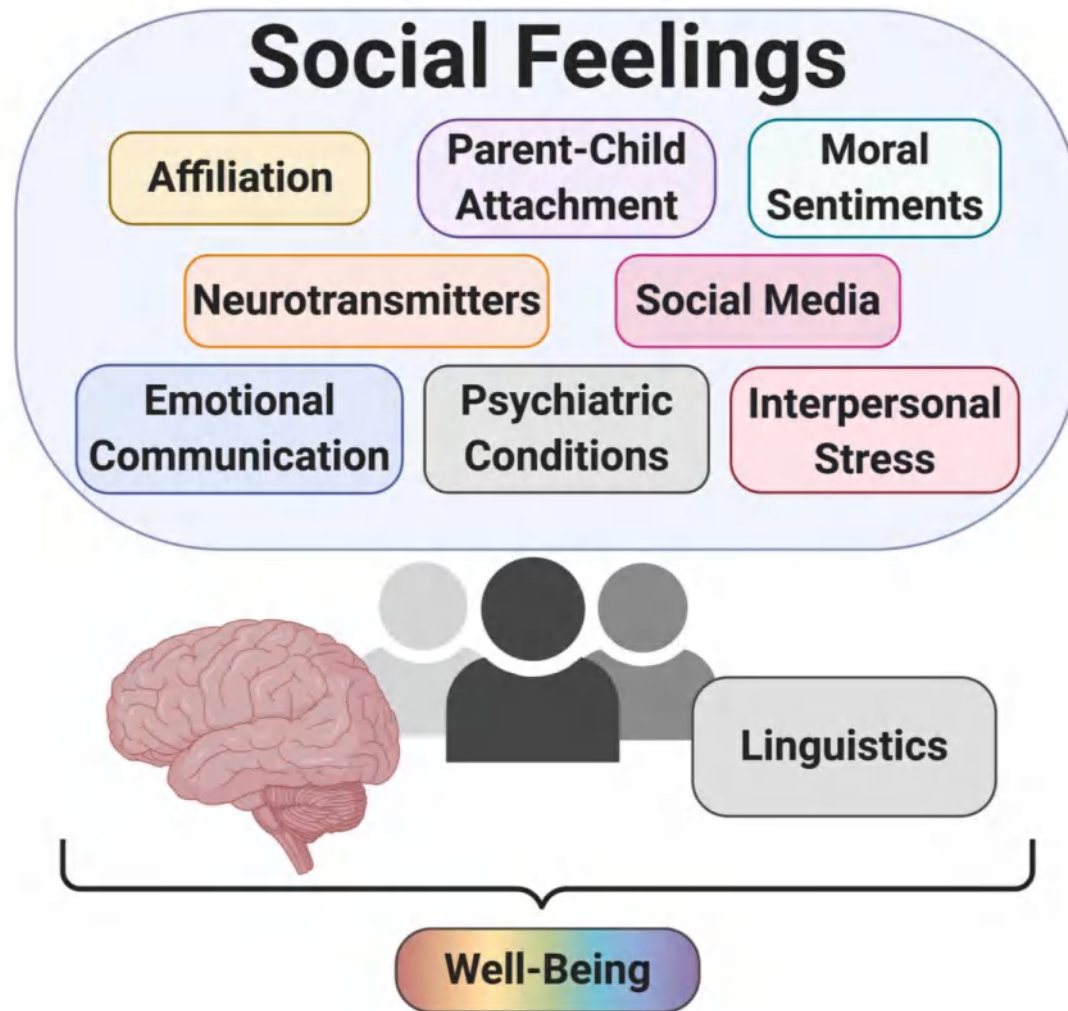 Social Feelings
Affiliation
Parent-Child
Attachment
Moral
Sentiments
Neurotransmitters
Social Media
Emotional
Communication
Psychiatric
Conditions
Interpersonal
Stress
Linguistics
Well-Being